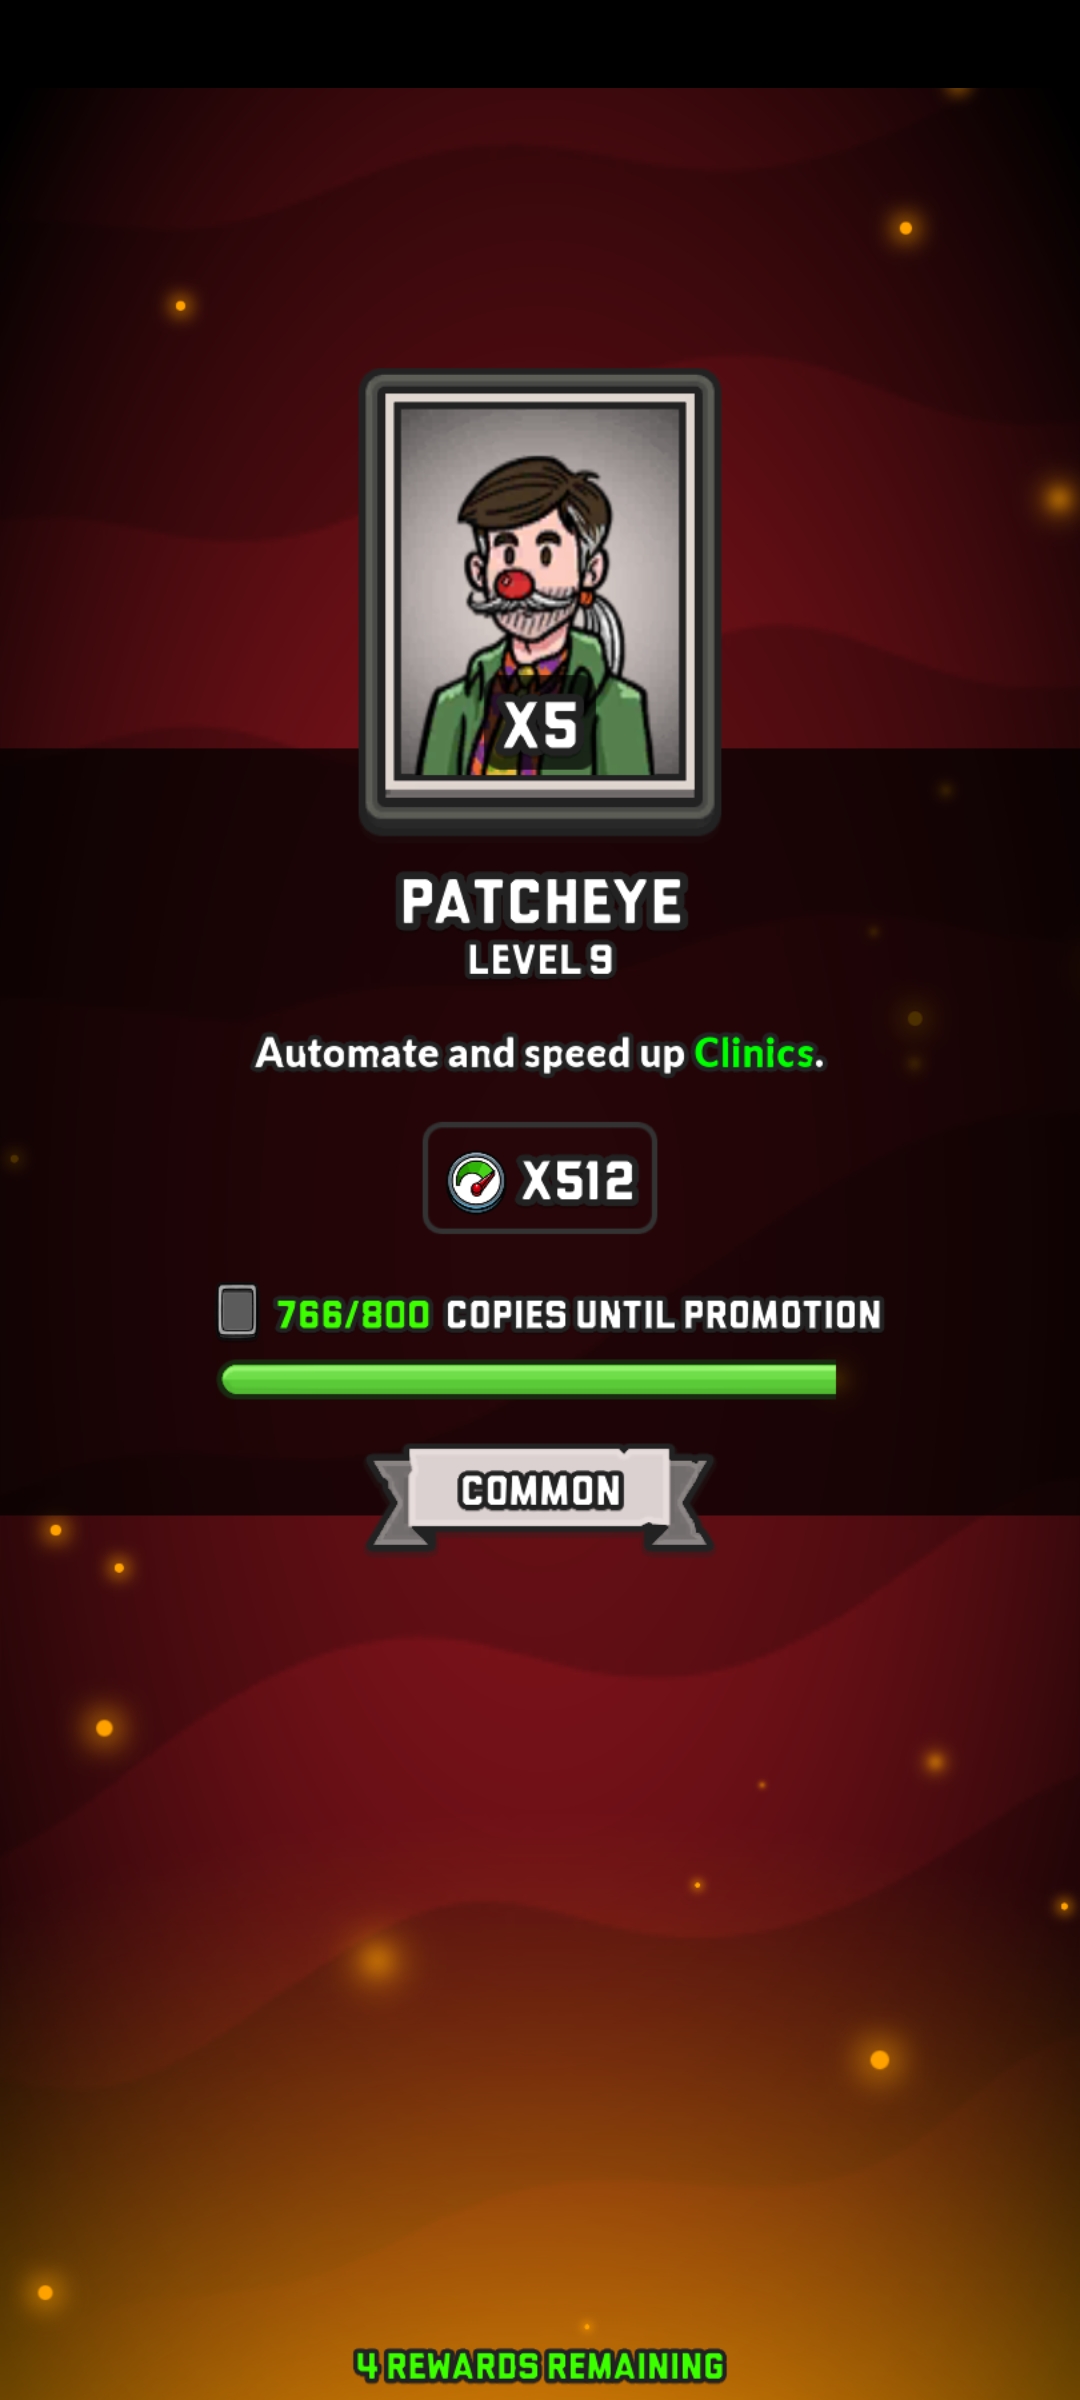 X5
PATCHEYE
LEVEL 9
Automate and speed up Clinics.
X512
766/800 COPIES UNTIL PROMOTION
COMMON
4 REWARDS REMAINING